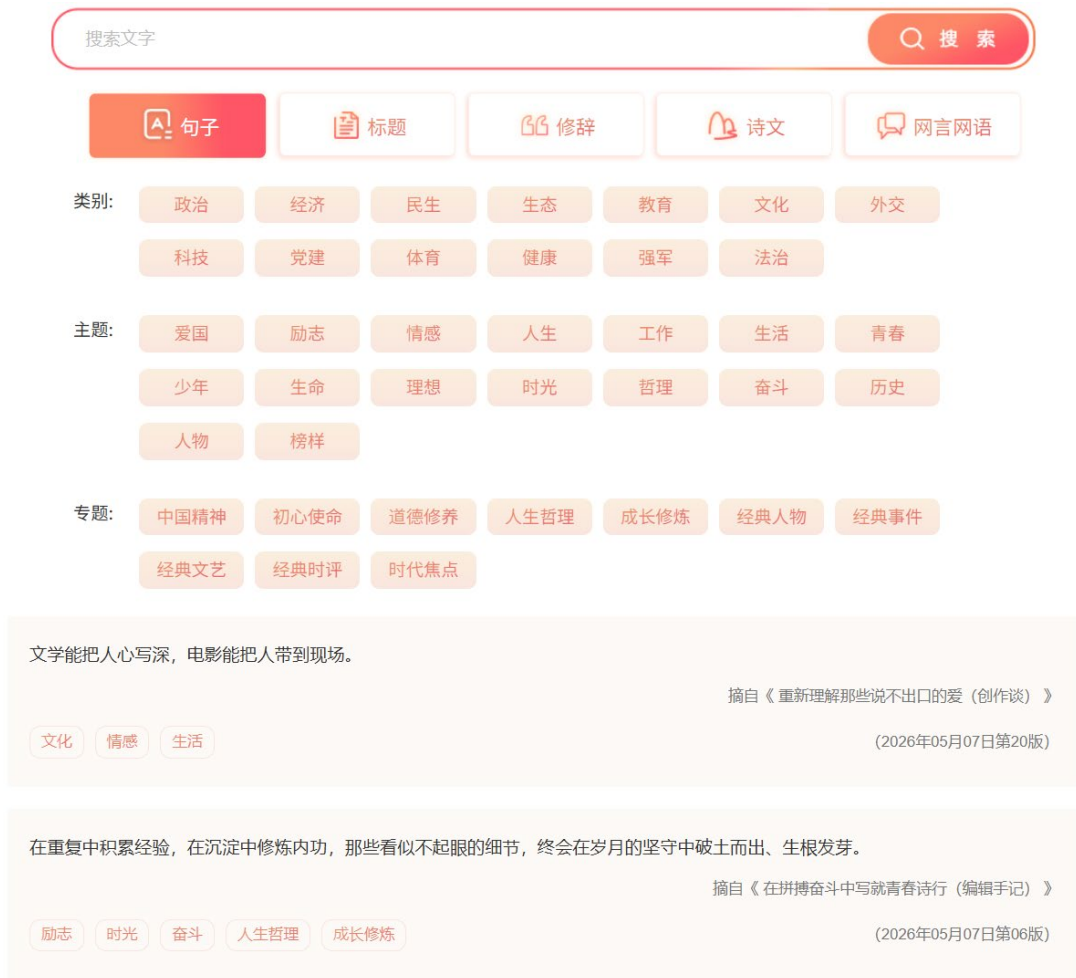 搜索文字
搜 索
句子 标题 修辞 诗文 网言网语
类别: 政治 经济 民生 生态 教育 文化 外交
科技 党建 体育 健康 强军 法治
主题: 爱国 励志 情感 人生 工作 生活 青春
少年 生命 理想 时光 哲理 奋斗 历史
人物 榜样
专题: 中国精神 初心使命 道德修养 人生哲理 成长修炼 经典人物 经典事件
经典文艺 经典时评 时代焦点
文学能把人心写深，电影能把人带到现场。
摘自《 重新理解那些说不出口的爱（创作谈） 》
文化 情感 生活 (2026年05月07日第20版)
在重复中积累经验，在沉淀中修炼内功，那些看似不起眼的细节，终会在岁月的坚守中破土而出、生根发芽。
摘自《 在拼搏奋斗中写就青春诗行（编辑手记） 》
励志 时光 奋斗 人生哲理 成长修炼 (2026年05月07日第06版)